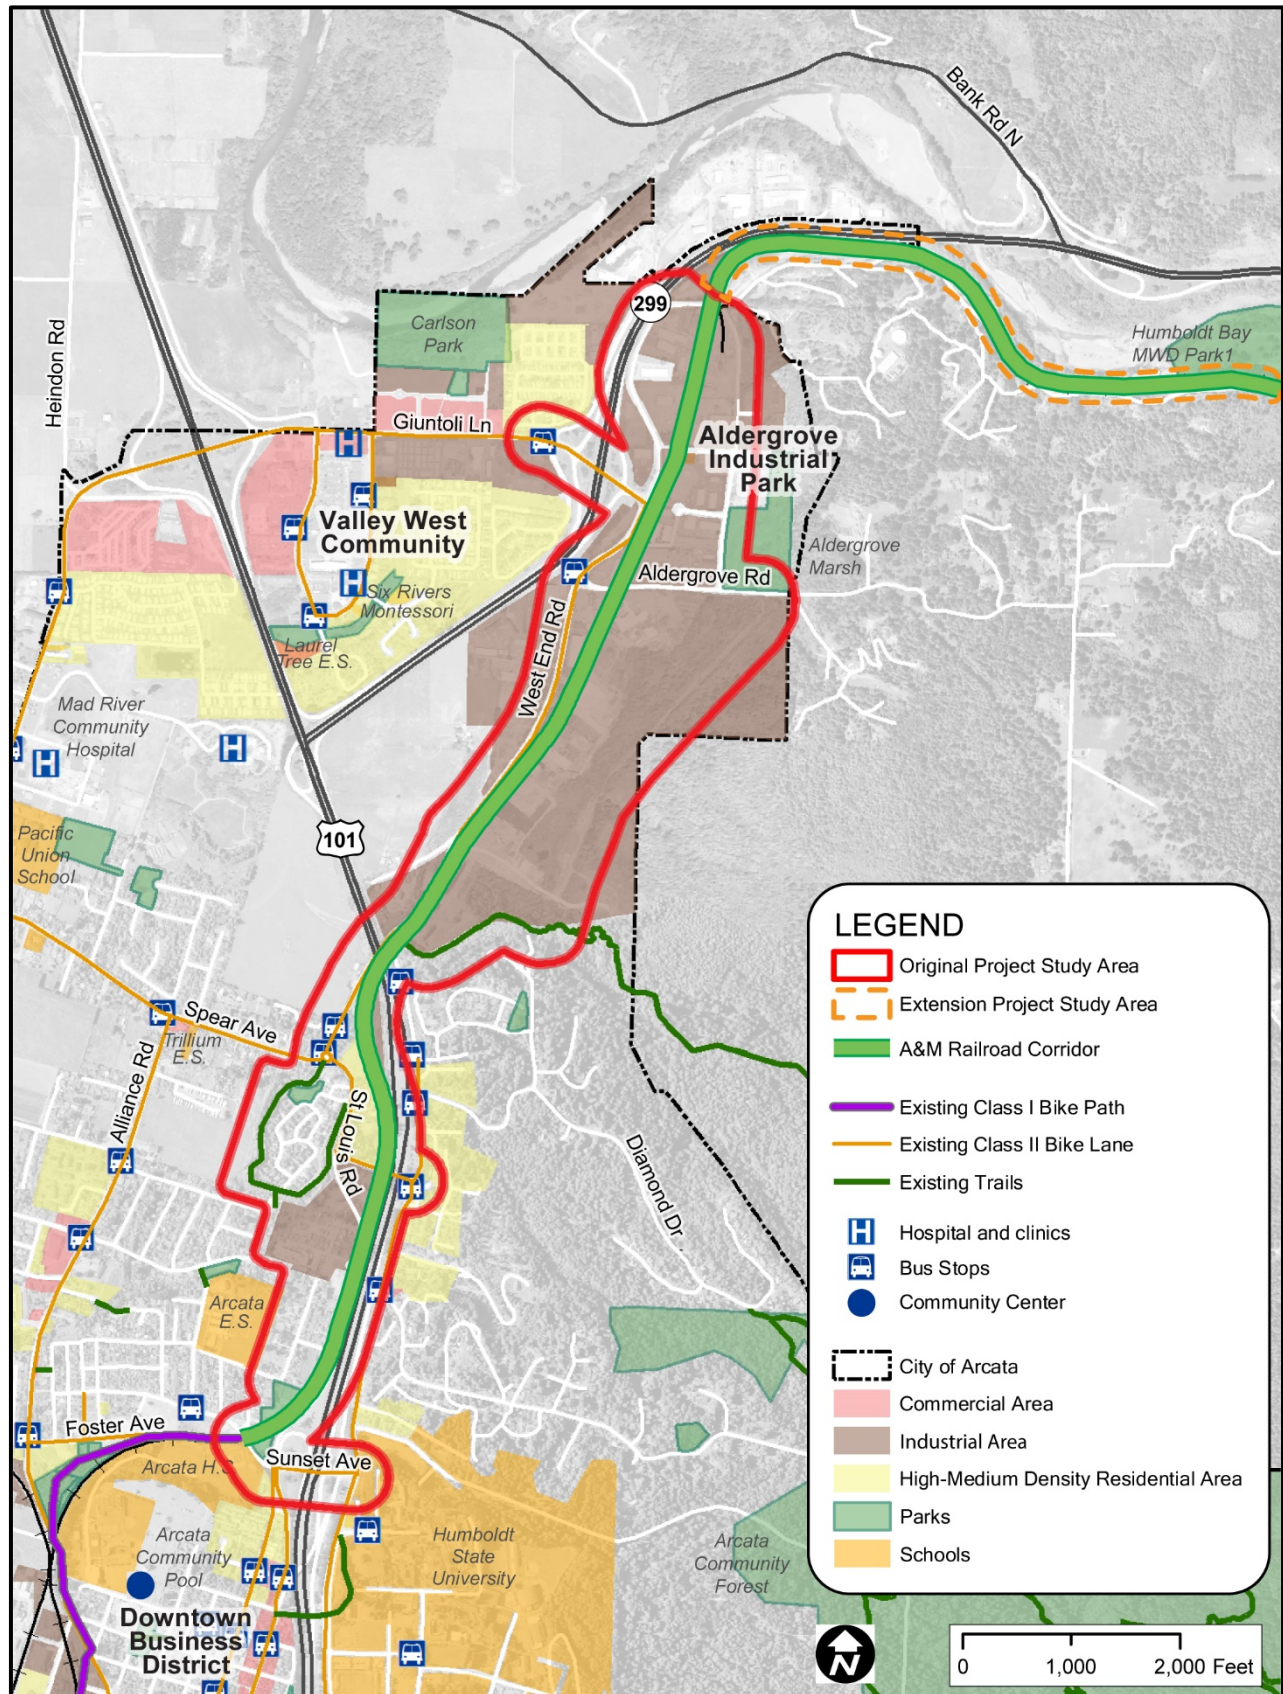 Bank Rd N
299
Carlson
Park
Humboldt Bay
MWD Park1
Heindon Rd
Giuntoli Ln
Aldergrove
Industrial
Park
H
Valley West
Community
Aldergrove
Marsh
Aldergrove Rd
H
Six Rivers
Montessori
Laurel
Tree E.S.
West End Rd
Mad River
Community
Hospital
H
H
101
Pacific
Union
School
Spear Ave
Trillium
E.S.
Alliance Rd
St Louis Rd
Diamond Dr
Arcata
E.S.
Foster Ave
Sunset Ave
Arcata H.S.
Arcata
Community
Pool
Humboldt
State
University
Arcata
Community
Forest
Downtown
Business
District
LEGEND
Original Project Study Area
Extension Project Study Area
A&M Railroad Corridor
Existing Class I Bike Path
Existing Class II Bike Lane
Existing Trails
H Hospital and clinics
Bus Stops
Community Center
City of Arcata
Commercial Area
Industrial Area
High-Medium Density Residential Area
Parks
Schools
N
0 1,000 2,000 Feet